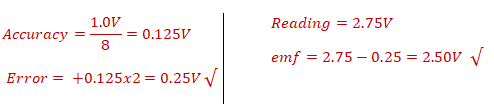 Accuracy = 1.0V/8 = 0.125V
Error = +0.125x2 = 0.25V √
Reading = 2.75V
emf = 2.75 − 0.25 = 2.50V √